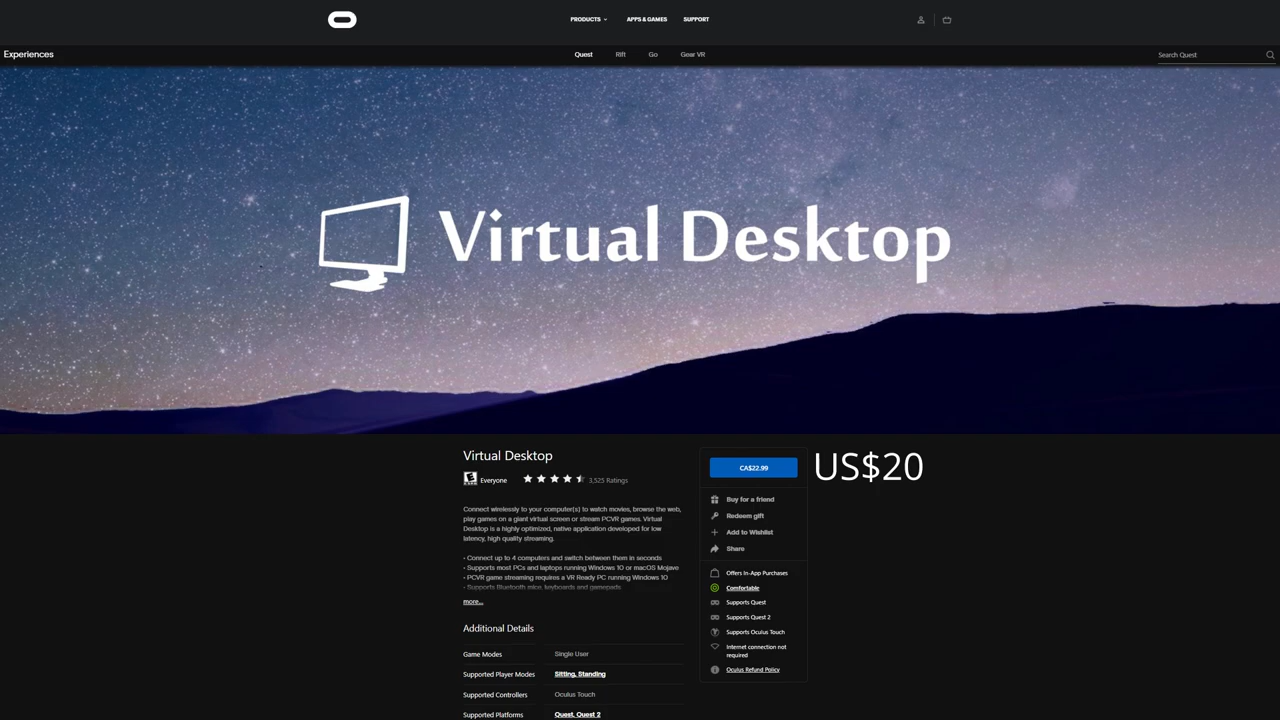 PRODUCTS
APPS & GAMES
SUPPORT
Experiences
Quest
Rift
Go
Gear VR
Search Quest
Virtual Desktop
Virtual Desktop
Everyone
3,525 Ratings
Connect wirelessly to your computer(s) to watch movies, browse the web,
play games on a giant virtual screen or stream PCVR games. Virtual
Desktop is a highly optimized, native application developed for low
latency, high quality streaming.
• Connect up to 4 computers and switch between them in seconds
• Supports most PCs and laptops running Windows 10 or macOS Mojave
• PCVR game streaming requires a VR Ready PC running Windows 10
• Supports Bluetooth mice, keyboards and gamepads
more...
Additional Details
Game Modes
Single User
Supported Player Modes
Sitting, Standing
Supported Controllers
Oculus Touch
Supported Platforms
Quest, Quest 2
CA$22.99
US$20
Buy for a friend
Redeem gift
Add to Wishlist
Share
Offers In-App Purchases
Comfortable
Supports Quest
Supports Quest 2
Supports Oculus Touch
Internet connection not
required
Oculus Refund Policy